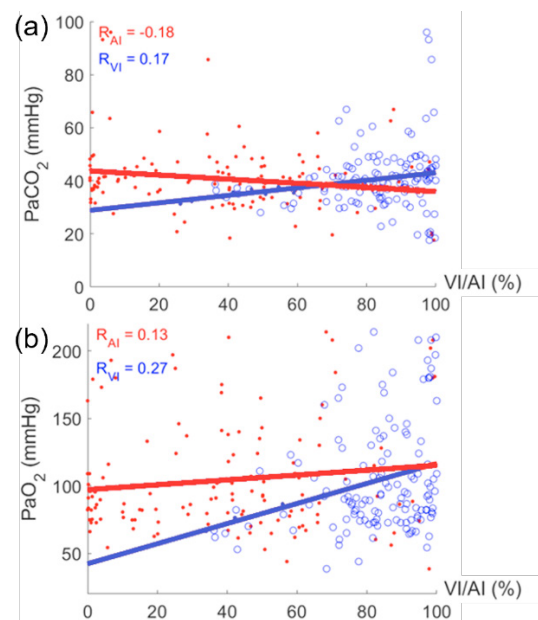 (a)
R_AI = -0.18
R_VI = 0.17
PaCO₂ (mmHg)
100
80
60
40
20
0
0 20 40 60 80 100
VI/AI (%)
(b)
R_AI = 0.13
R_VI = 0.27
PaO₂ (mmHg)
200
150
100
50
0 20 40 60 80 100
VI/AI (%)